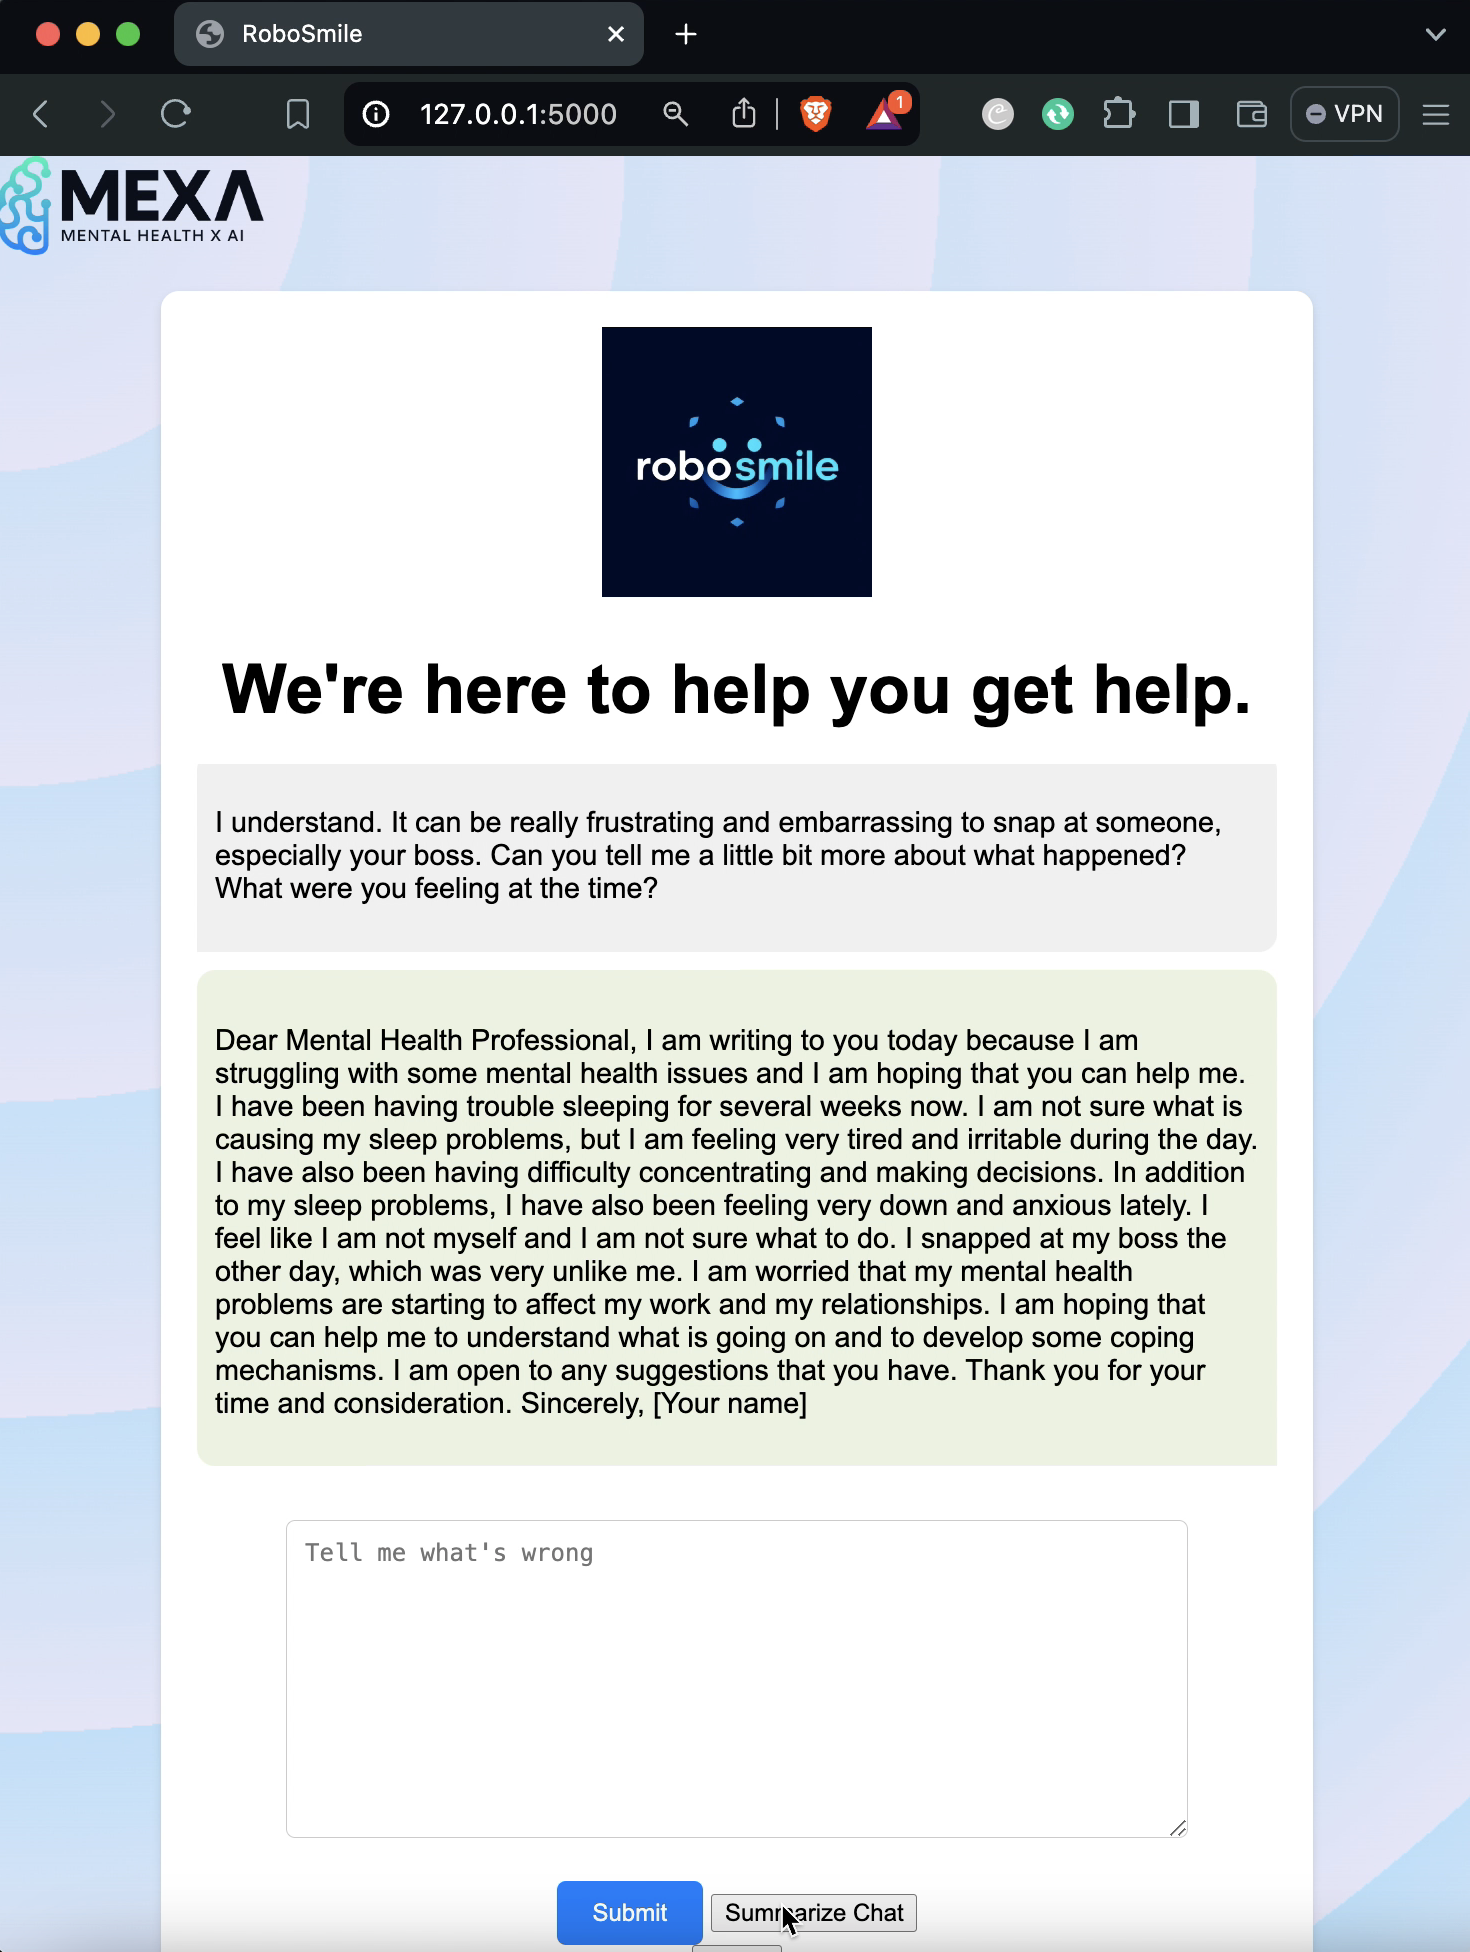 RoboSmile
127.0.0.1:5000
1
VPN
MEXΛ
MENTAL HEALTH X AI
robosmile
We're here to help you get help.
I understand. It can be really frustrating and embarrassing to snap at someone,
especially your boss. Can you tell me a little bit more about what happened?
What were you feeling at the time?
Dear Mental Health Professional, I am writing to you today because I am
struggling with some mental health issues and I am hoping that you can help me.
I have been having trouble sleeping for several weeks now. I am not sure what is
causing my sleep problems, but I am feeling very tired and irritable during the day.
I have also been having difficulty concentrating and making decisions. In addition
to my sleep problems, I have also been feeling very down and anxious lately. I
feel like I am not myself and I am not sure what to do. I snapped at my boss the
other day, which was very unlike me. I am worried that my mental health
problems are starting to affect my work and my relationships. I am hoping that
you can help me to understand what is going on and to develop some coping
mechanisms. I am open to any suggestions that you have. Thank you for your
time and consideration. Sincerely, [Your name]
Tell me what's wrong
Submit
Summarize Chat